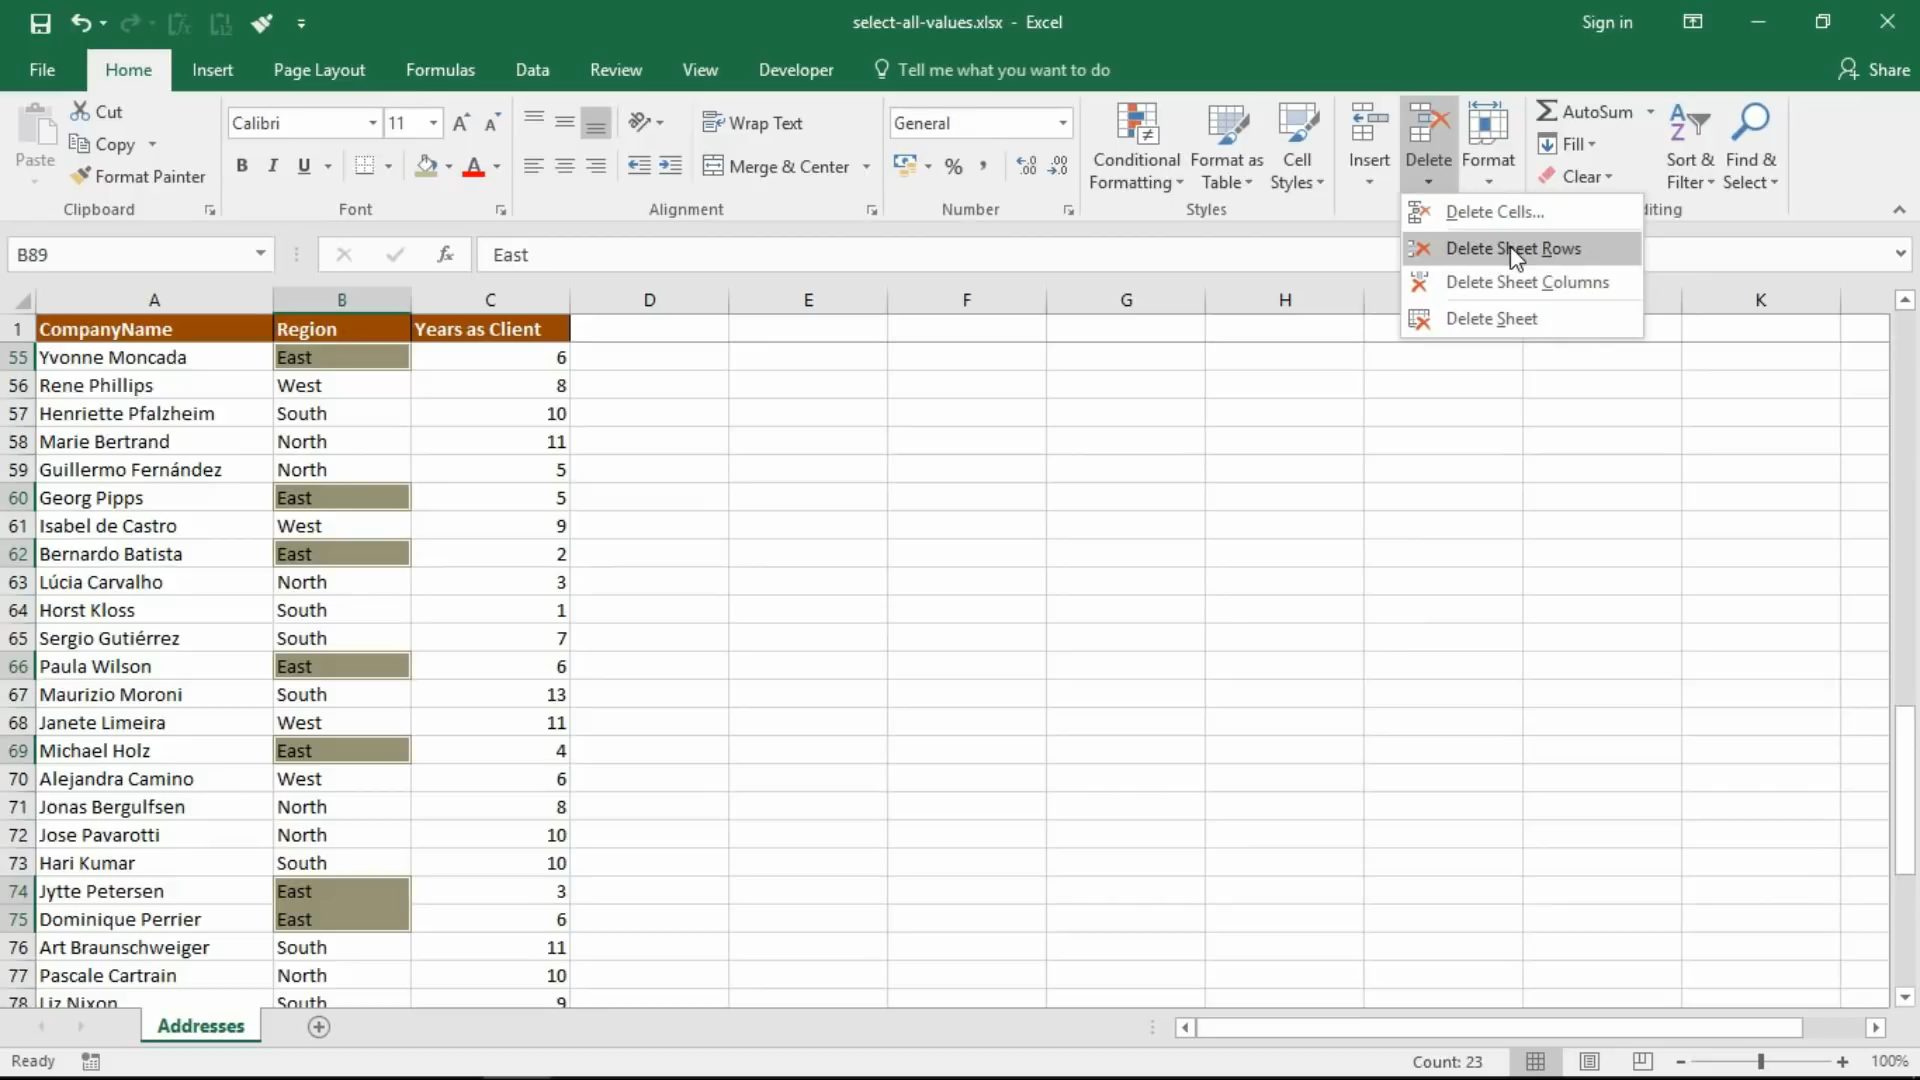 select-all-values.xlsx - Excel
Sign in
File Home Insert Page Layout Formulas Data Review View Developer Tell me what you want to do Share
Paste
Cut
Copy
Format Painter
Clipboard
Calibri 11
B I U
Font
Wrap Text
Merge & Center
Alignment
General
%
Number
Conditional Formatting
Format as Table
Cell Styles
Styles
Insert
Delete
Format
AutoSum
Fill
Clear
Sort & Filter
Find & Select
iting
Delete Cells...
Delete Sheet Rows
Delete Sheet Columns
Delete Sheet
B89 fx East
A B C D E F G H K
1 CompanyName Region Years as Client
55 Yvonne Moncada East 6
56 Rene Phillips West 8
57 Henriette Pfalzheim South 10
58 Marie Bertrand North 11
59 Guillermo Fernández North 5
60 Georg Pipps East 5
61 Isabel de Castro West 9
62 Bernardo Batista East 2
63 Lúcia Carvalho North 3
64 Horst Kloss South 1
65 Sergio Gutiérrez South 7
66 Paula Wilson East 6
67 Maurizio Moroni South 13
68 Janete Limeira West 11
69 Michael Holz East 4
70 Alejandra Camino West 6
71 Jonas Bergulfsen North 8
72 Jose Pavarotti North 10
73 Hari Kumar South 10
74 Jytte Petersen East 3
75 Dominique Perrier East 6
76 Art Braunschweiger South 11
77 Pascale Cartrain North 10
78 Liz Nixon South 9
Addresses
Ready
Count: 23
100%